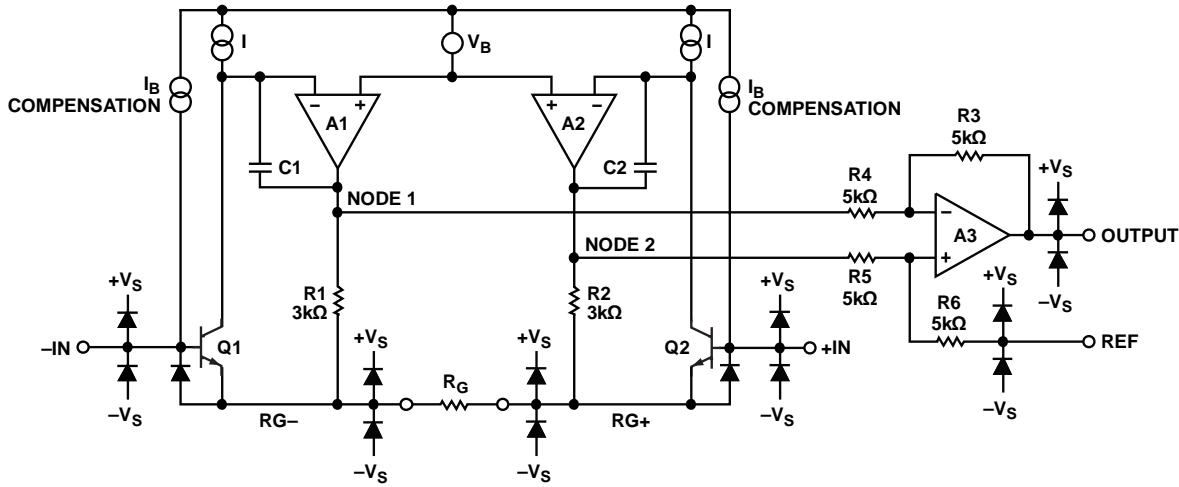 I
V_B
I
I_B
COMPENSATION
I_B
COMPENSATION
– +
A1
+ –
A2
C1
C2
NODE 1
NODE 2
R3
5kΩ
R4
5kΩ
–
+
A3
R5
5kΩ
R6
5kΩ
+V_S
OUTPUT
–V_S
+V_S
REF
–V_S
R1
3kΩ
R2
3kΩ
+V_S
–IN
–V_S
Q1
+V_S
R_G
+V_S
Q2
+V_S
+IN
–V_S
RG–
RG+
–V_S
–V_S